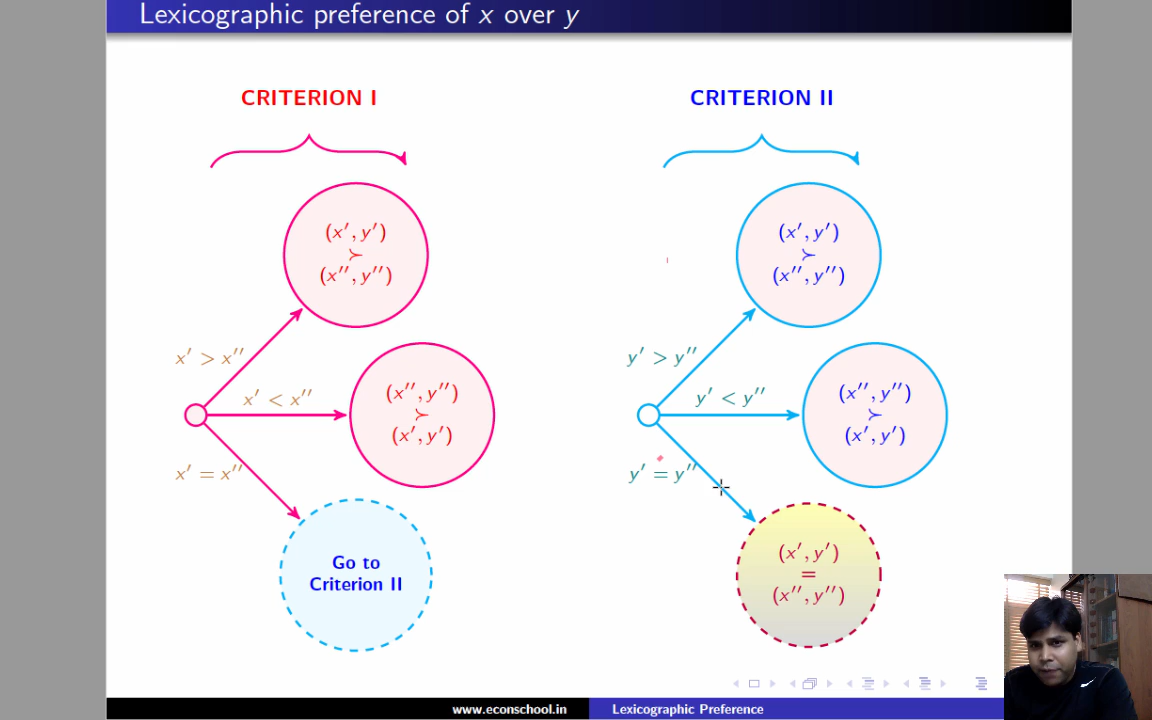 Lexicographic preference of x over y
CRITERION I
(x′, y′)
≻
(x″, y″)
x′ > x″
x′ < x″
(x″, y″)
≻
(x′, y′)
x′ = x″
Go to
Criterion II
CRITERION II
(x′, y′)
≻
(x″, y″)
y′ > y″
y′ < y″
(x″, y″)
≻
(x′, y′)
y′ = y″
(x′, y′)
=
(x″, y″)
www.econschool.in
Lexicographic Preference